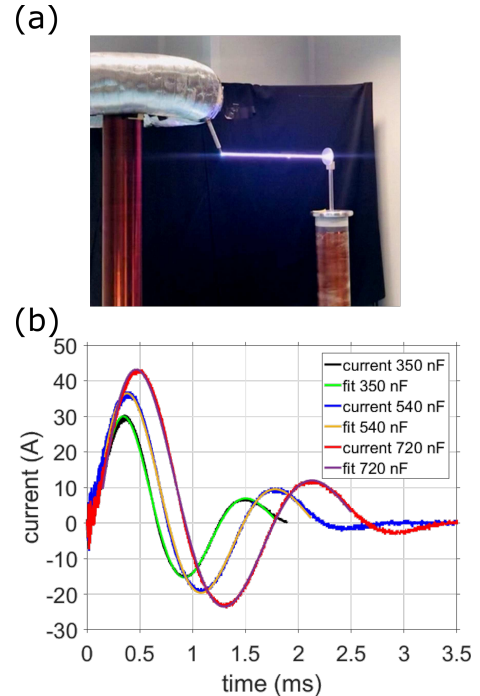 (a)
(b)
50
40
30
20
10
0
-10
-20
-30
current (A)
current 350 nF
fit 350 nF
current 540 nF
fit 540 nF
current 720 nF
fit 720 nF
0 0.5 1 1.5 2 2.5 3 3.5
time (ms)